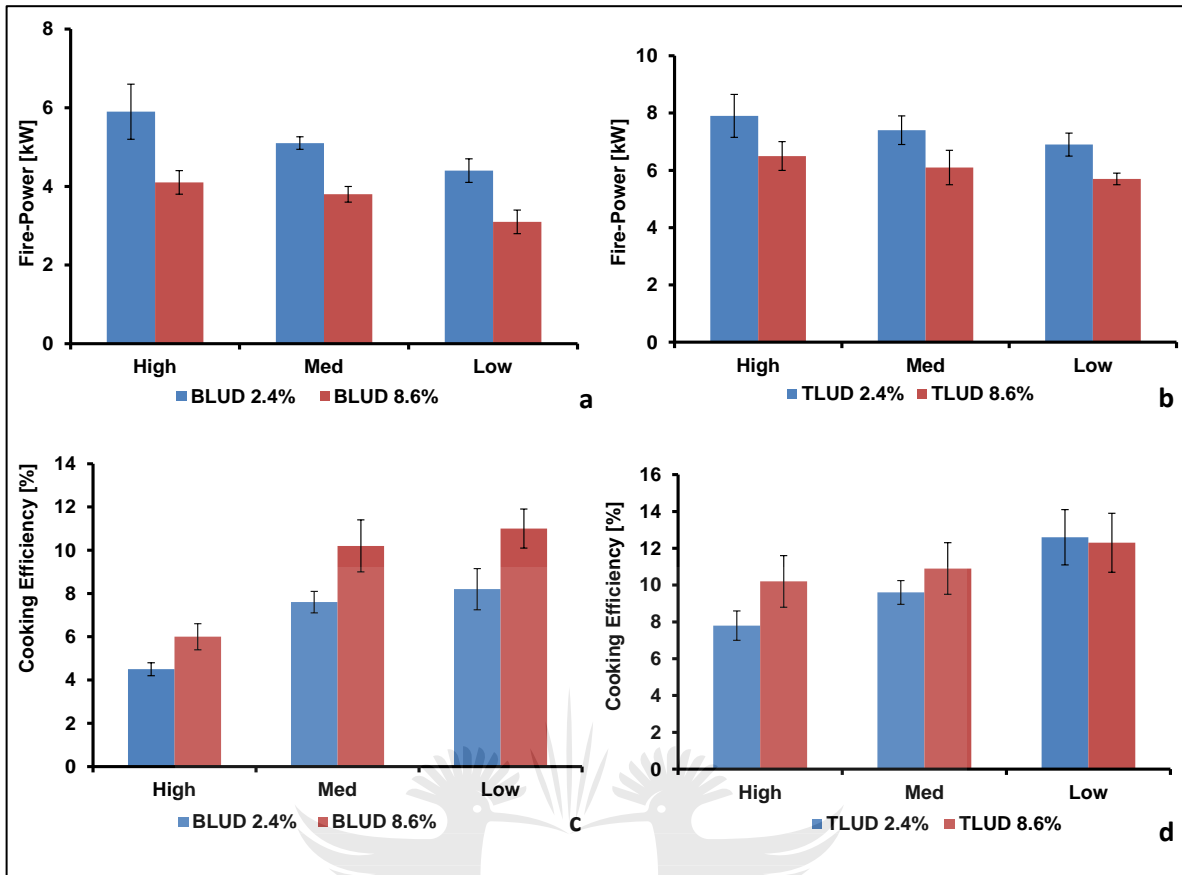 8
6
4
2
0
Fire-Power [kW]
High Med Low
BLUD 2.4% BLUD 8.6%
a
10
8
6
4
2
0
Fire-Power [kW]
High Med Low
TLUD 2.4% TLUD 8.6%
b
14
12
10
8
6
4
2
0
Cooking Efficiency [%]
High Med Low
BLUD 2.4% BLUD 8.6%
c
16
14
12
10
8
6
4
2
0
Cooking Efficiency [%]
High Med Low
TLUD 2.4% TLUD 8.6%
d